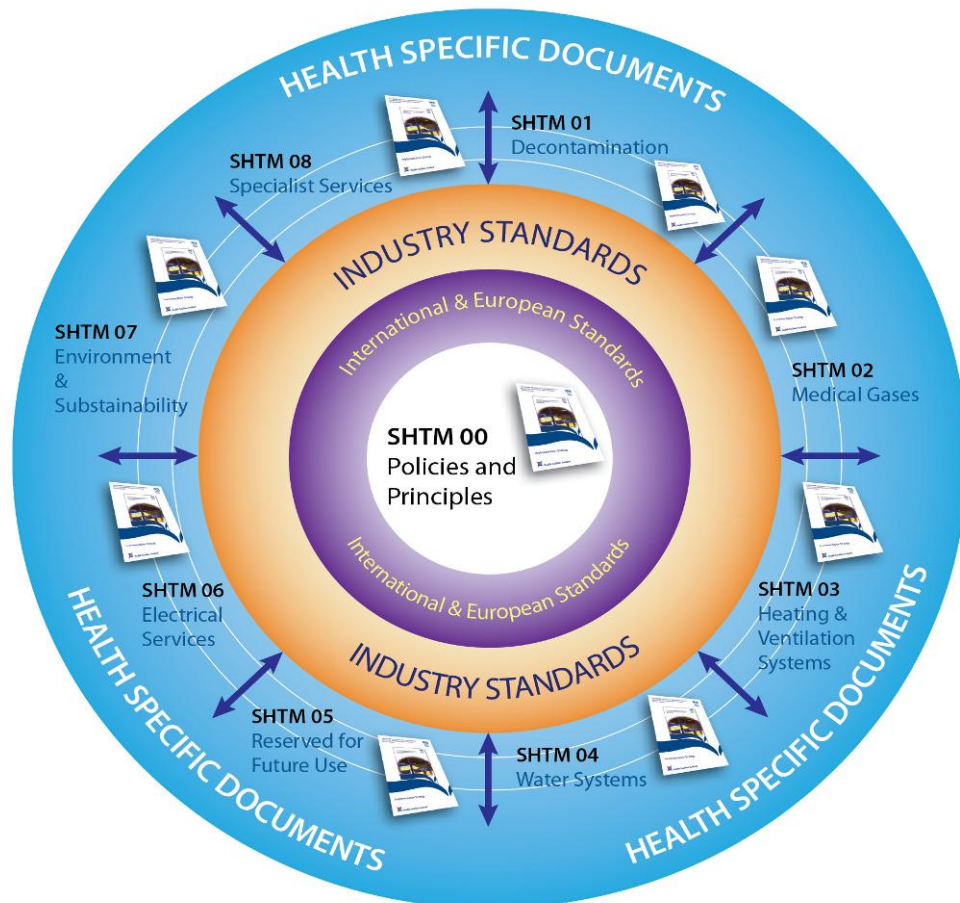 HEALTH SPECIFIC DOCUMENTS
SHTM 01
Decontamination
SHTM 08
Specialist Services
INDUSTRY STANDARDS
International & European Standards
SHTM 07
Environment
&
Substainability
SHTM 02
Medical Gases
SHTM 00
Policies and
Principles
International & European Standards
SHTM 06
Electrical
Services
SHTM 03
Heating &
Ventilation
Systems
INDUSTRY STANDARDS
SHTM 05
Reserved for
Future Use
SHTM 04
Water Systems
HEALTH SPECIFIC DOCUMENTS
HEALTH SPECIFIC DOCUMENTS